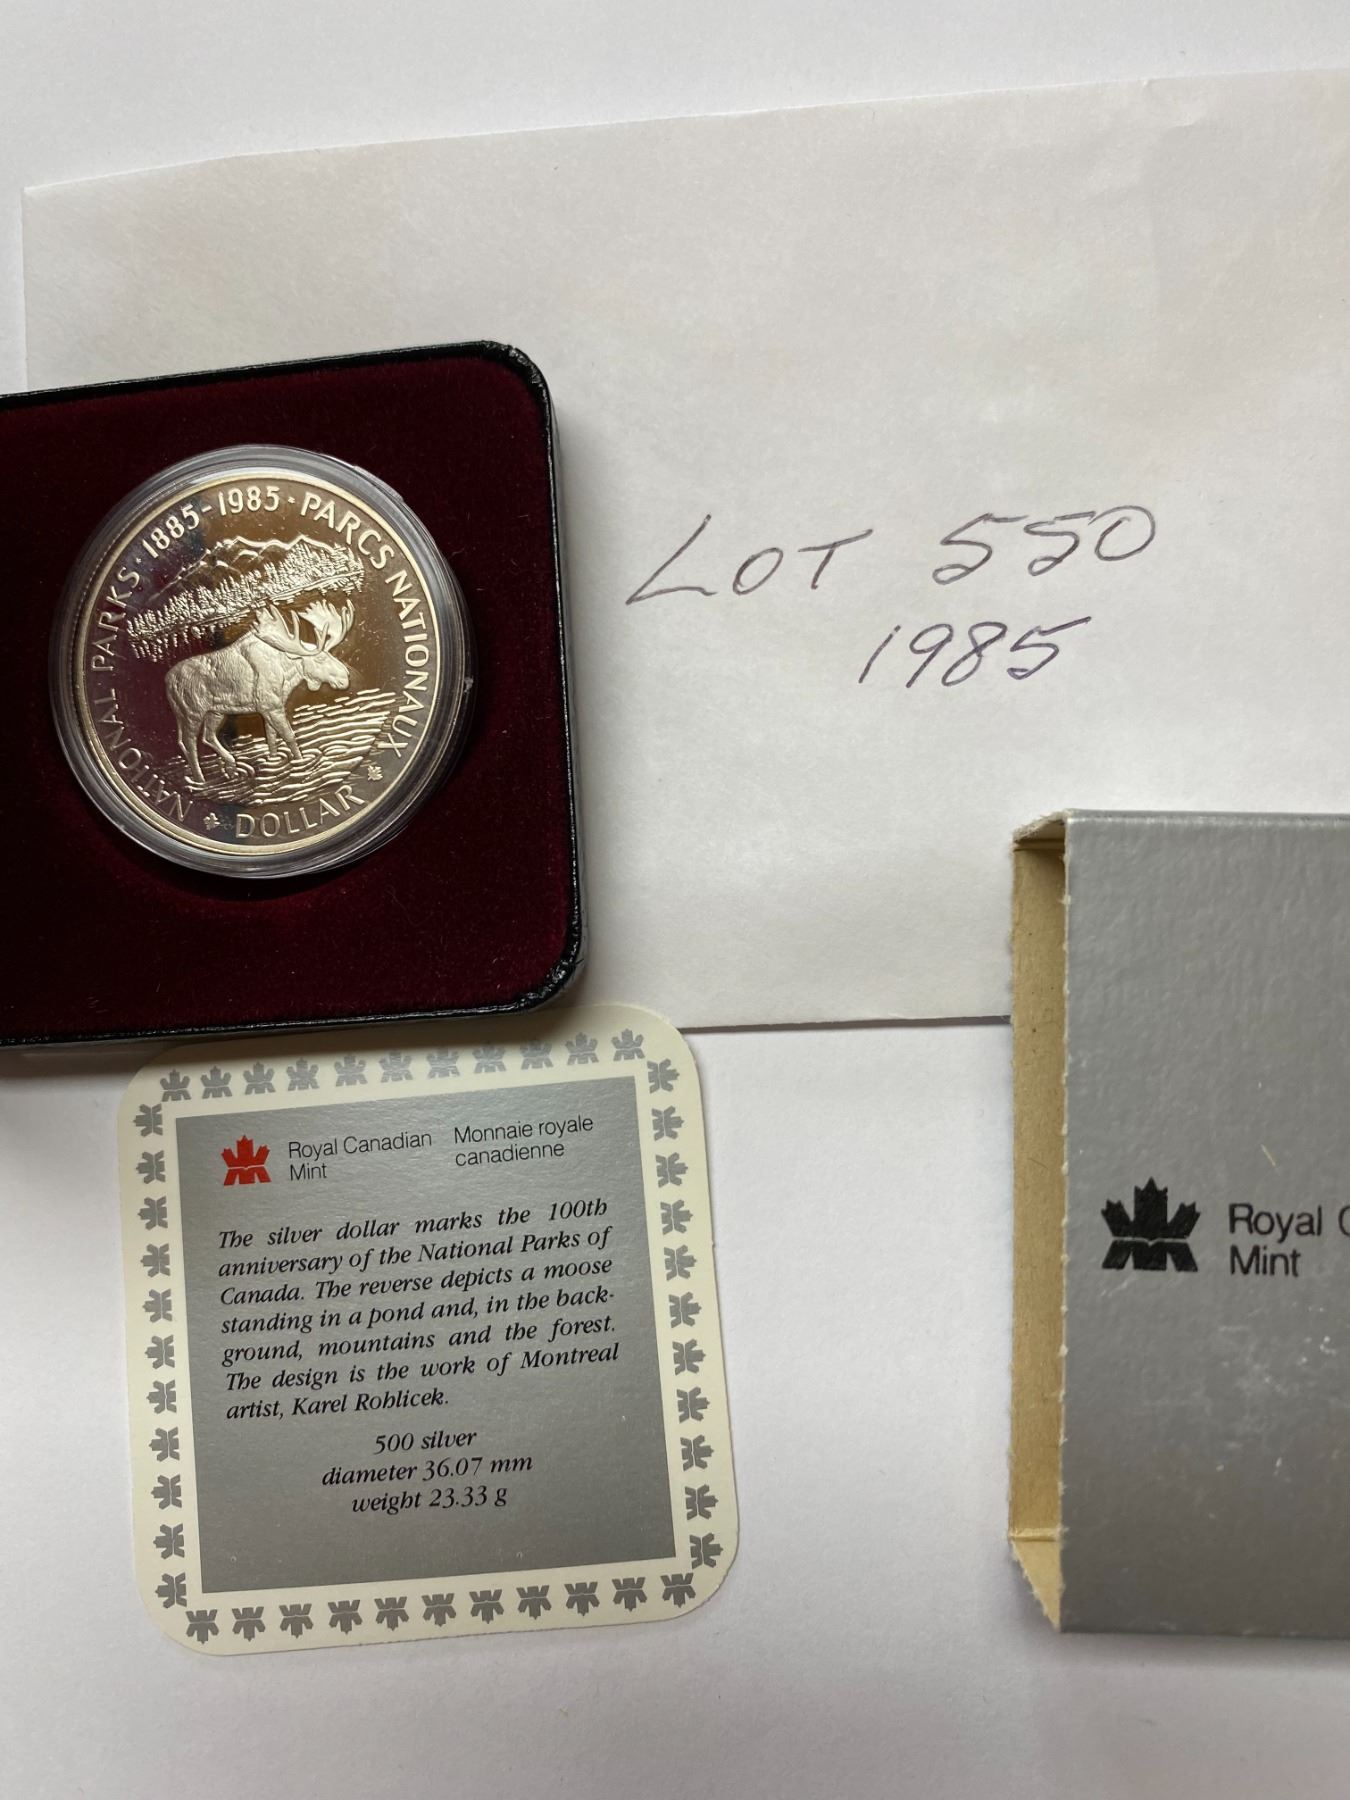 NATIONAL PARKS · 1885-1985 · PARCS NATIONAUX
DOLLAR
LOT 550
1985
Royal Canadian Mint
Monnaie royale canadienne
The silver dollar marks the 100th
anniversary of the National Parks of
Canada. The reverse depicts a moose
standing in a pond and, in the back-
ground, mountains and the forest.
The design is the work of Montreal
artist, Karel Rohlicek.
500 silver
diameter 36.07 mm
weight 23.33 g
Royal C
Mint